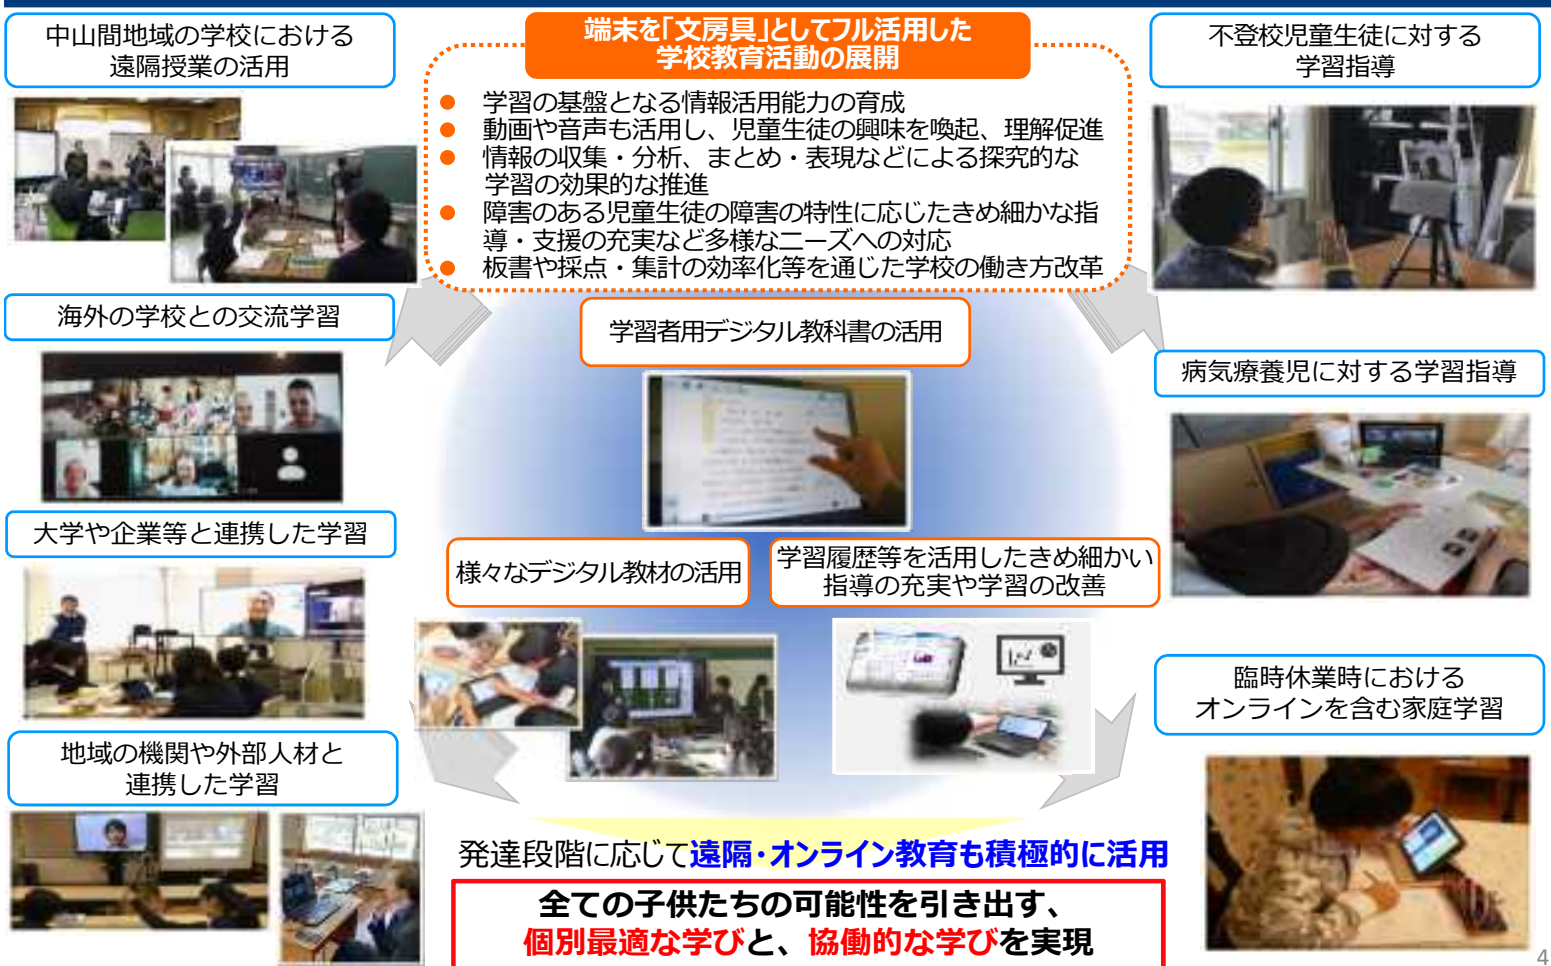 中山間地域の学校における
遠隔授業の活用
海外の学校との交流学習
大学や企業等と連携した学習
地域の機関や外部人材と
連携した学習
端末を「文房具」としてフル活用した
学校教育活動の展開
● 学習の基盤となる情報活用能力の育成
● 動画や音声も活用し、児童生徒の興味を喚起、理解促進
● 情報の収集・分析、まとめ・表現などによる探究的な
学習の効果的な推進
● 障害のある児童生徒の障害の特性に応じたきめ細かな指
導・支援の充実など多様なニーズへの対応
● 板書や採点・集計の効率化等を通じた学校の働き方改革
学習者用デジタル教科書の活用
様々なデジタル教材の活用
学習履歴等を活用したきめ細かい
指導の充実や学習の改善
不登校児童生徒に対する
学習指導
病気療養児に対する学習指導
臨時休業時における
オンラインを含む家庭学習
発達段階に応じて遠隔・オンライン教育も積極的に活用
全ての子供たちの可能性を引き出す、
個別最適な学びと、協働的な学びを実現
4